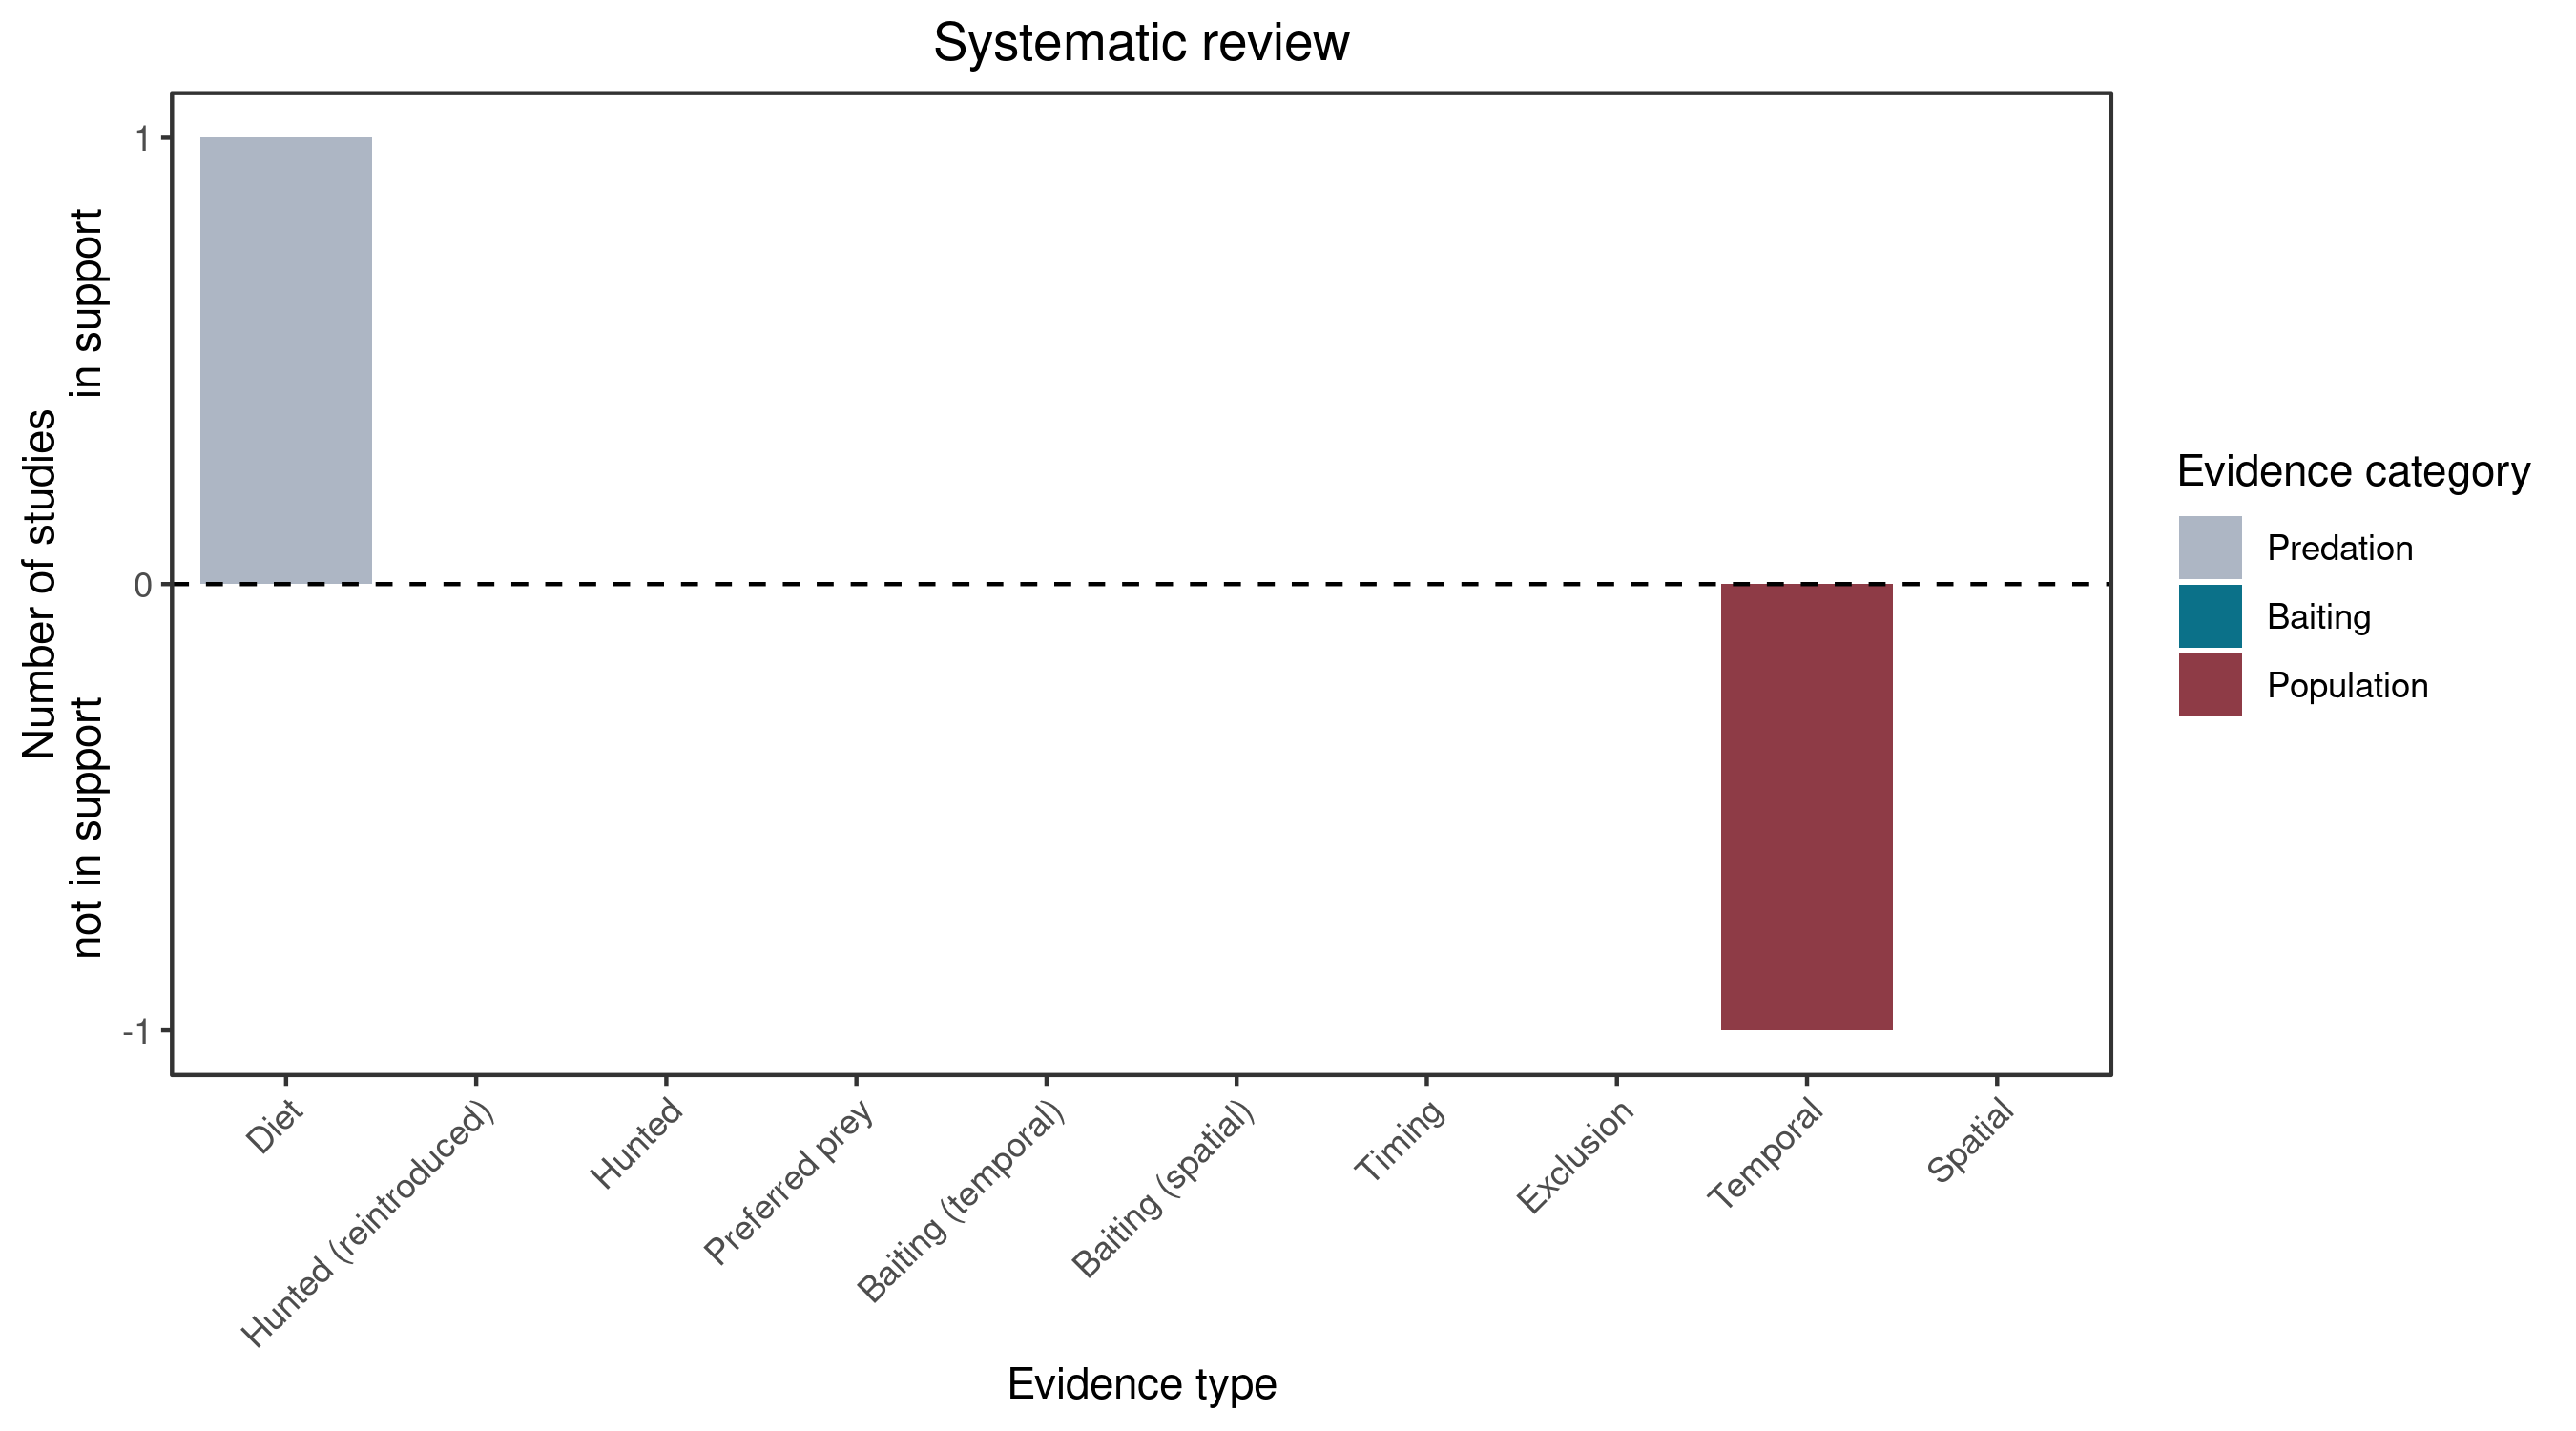 Systematic review
Number of studies
not in support
in support
1
0
-1
Diet
Hunted (reintroduced)
Hunted
Preferred prey
Baiting (temporal)
Baiting (spatial)
Timing
Exclusion
Temporal
Spatial
Evidence type
Evidence category
Predation
Baiting
Population